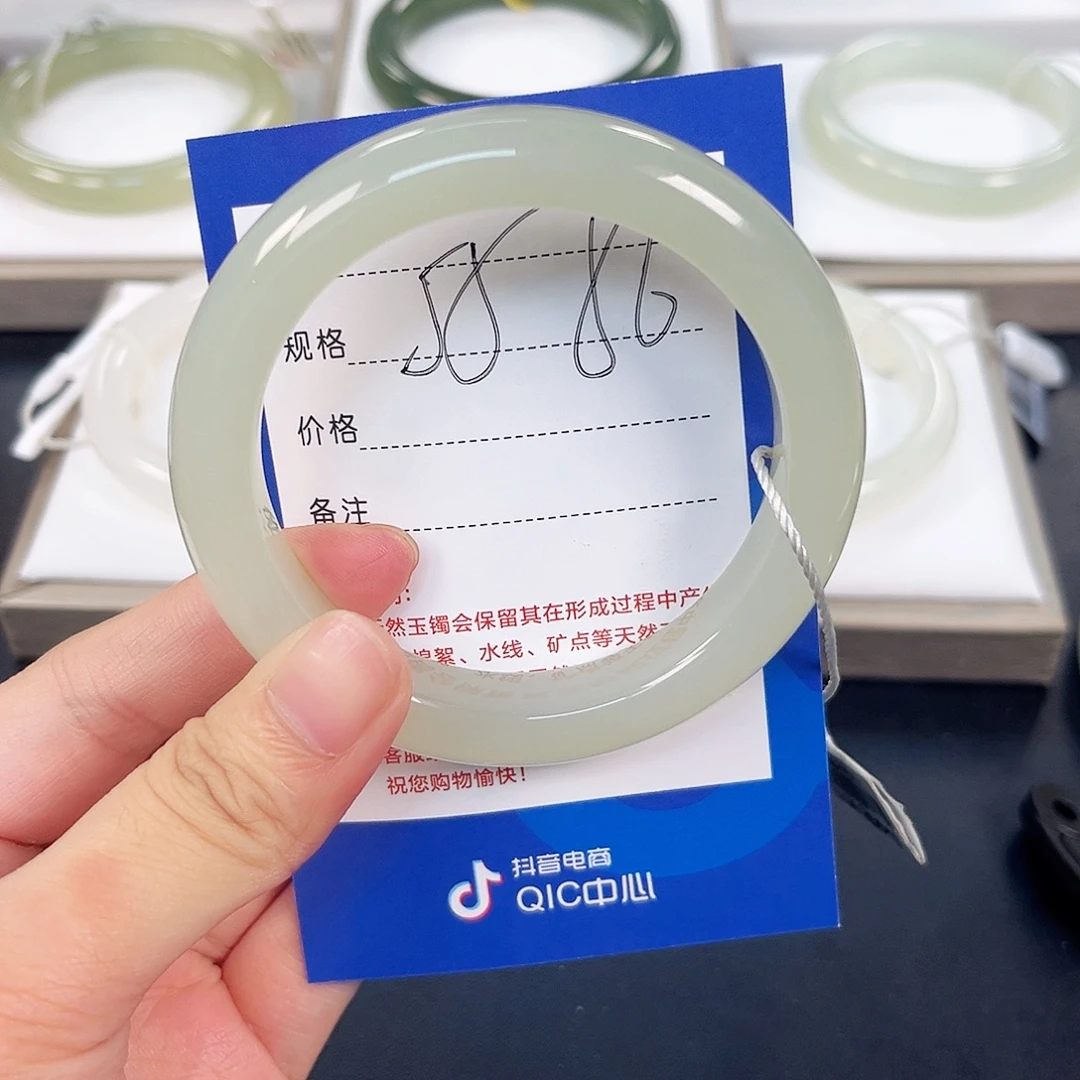 58 86
规格
价格
备注
然玉镯会保留其在形成过程中产
棉絮、水线、矿点等天然
客服
祝您购物愉快！
抖音电商
QIC中心